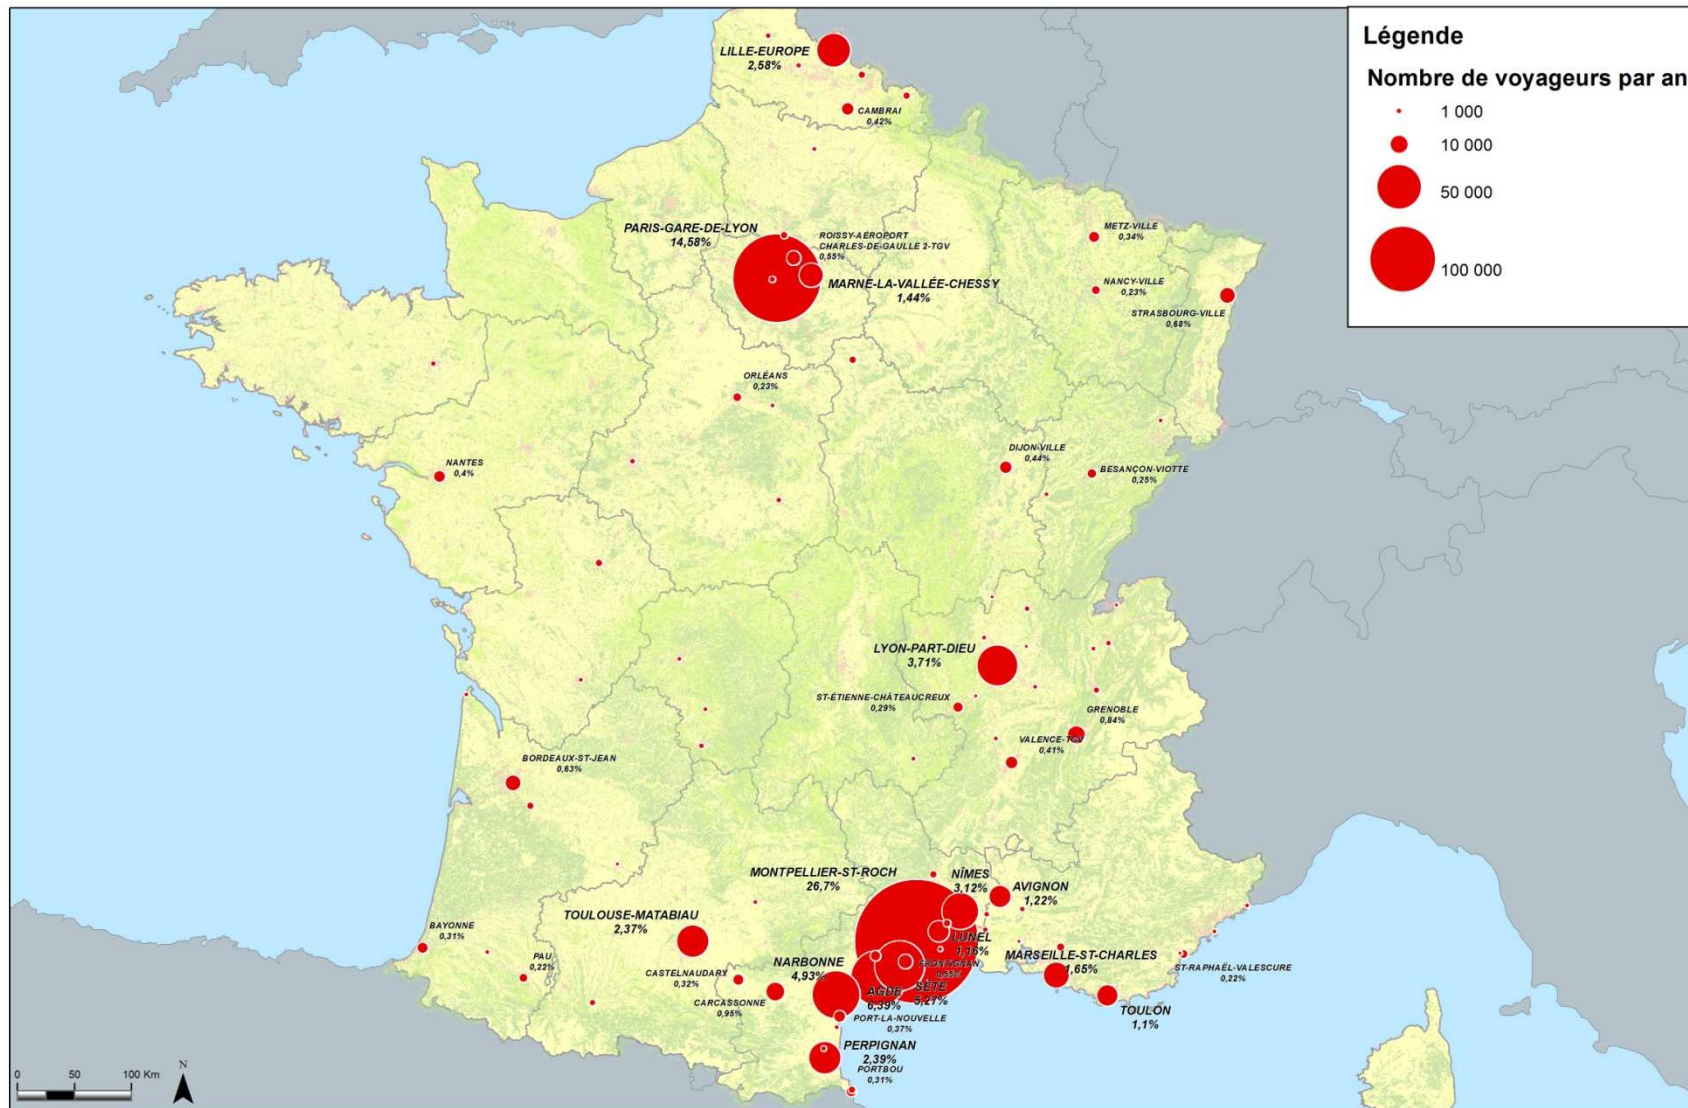 Légende
Nombre de voyageurs par an
1 000
10 000
50 000
100 000
LILLE-EUROPE
2,58%
CAMBRAI
0,42%
PARIS-GARE-DE-LYON
14,58%
ROISSY-AÉROPORT
CHARLES-DE-GAULLE 2-TGV
0,55%
MARNE-LA-VALLÉE-CHESSY
1,44%
METZ-VILLE
0,34%
NANCY-VILLE
0,23%
STRASBOURG-VILLE
0,68%
ORLÉANS
0,23%
NANTES
0,4%
DIJON-VILLE
0,44%
BESANÇON-VIOTTE
0,25%
LYON-PART-DIEU
3,71%
ST-ÉTIENNE-CHÂTEAUCREUX
0,29%
GRENOBLE
0,84%
VALENCE-TGV
0,41%
BORDEAUX-ST-JEAN
0,63%
MONTPELLIER-ST-ROCH
26,7%
NÎMES
3,12%
AVIGNON
1,22%
TOULOUSE-MATABIAU
2,37%
LUNEL
1,16%
BAYONNE
0,31%
PAU
0,22%
CASTELNAUDARY
0,32%
NARBONNE
4,93%
FRONTIGNAN
0,55%
MARSEILLE-ST-CHARLES
1,65%
ST-RAPHAËL-VALESCURE
0,22%
CARCASSONNE
0,95%
AGDE
6,39%
SÈTE
5,27%
TOULON
1,1%
PORT-LA-NOUVELLE
0,37%
PERPIGNAN
2,39%
PORTBOU
0,31%
0 50 100 Km
N